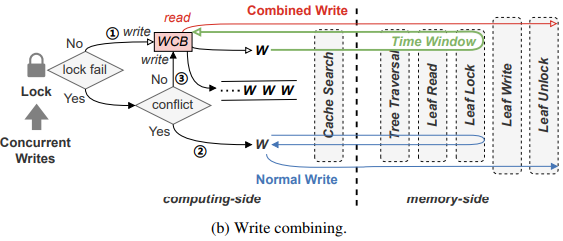 read
Combined Write
① write
WCB
Time Window
No
W
write
lock fail
No
③
Lock
Yes
conflict
···· W W W
Cache Search
Tree Traversal
Leaf Read
Leaf Lock
Leaf Write
Leaf Unlock
Concurrent
Writes
Yes
②
W
Normal Write
computing-side
memory-side
(b) Write combining.